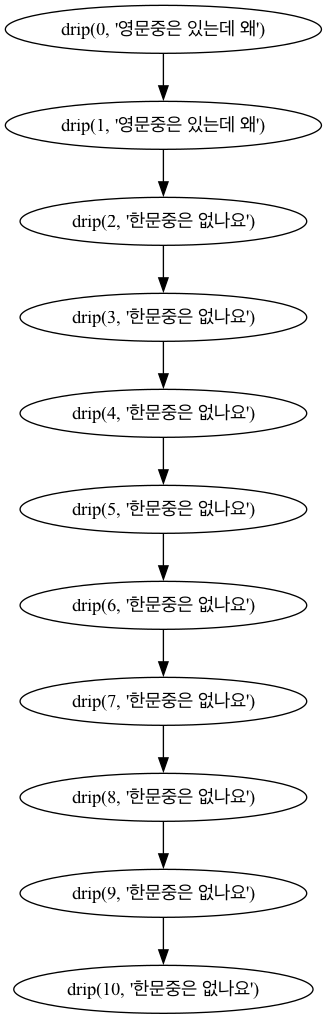 drip(0, '영문중은 있는데 왜')
drip(1, '영문중은 있는데 왜')
drip(2, '한문중은 없나요')
drip(3, '한문중은 없나요')
drip(4, '한문중은 없나요')
drip(5, '한문중은 없나요')
drip(6, '한문중은 없나요')
drip(7, '한문중은 없나요')
drip(8, '한문중은 없나요')
drip(9, '한문중은 없나요')
drip(10, '한문중은 없나요')